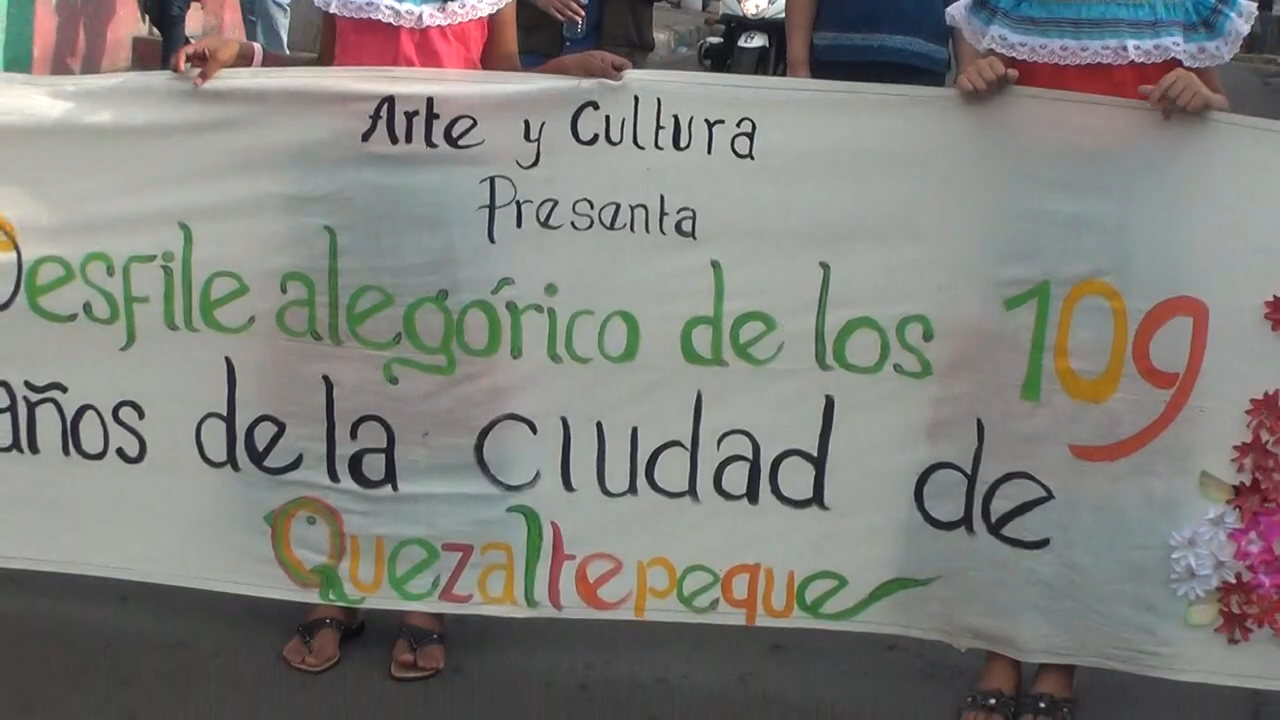 Arte y Cultura
Presenta
Desfile alegórico de los 109
años de la ciudad de
Quezaltepeque